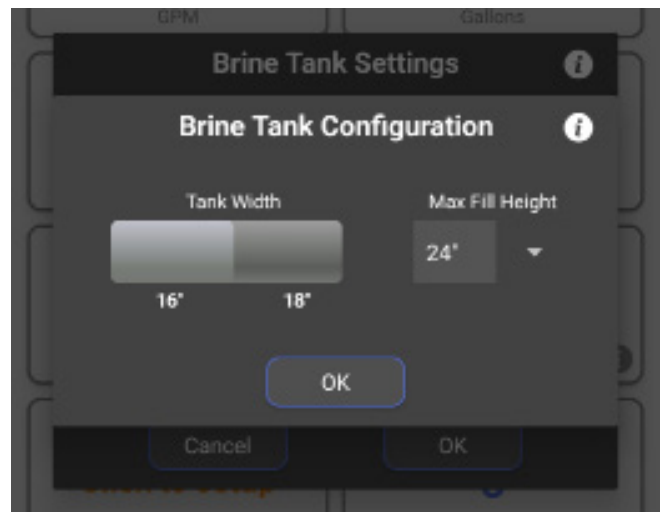 GPM Gallons
Brine Tank Settings i
Brine Tank Configuration i
Tank Width Max Fill Height
24"
16" 18"
OK
Cancel OK